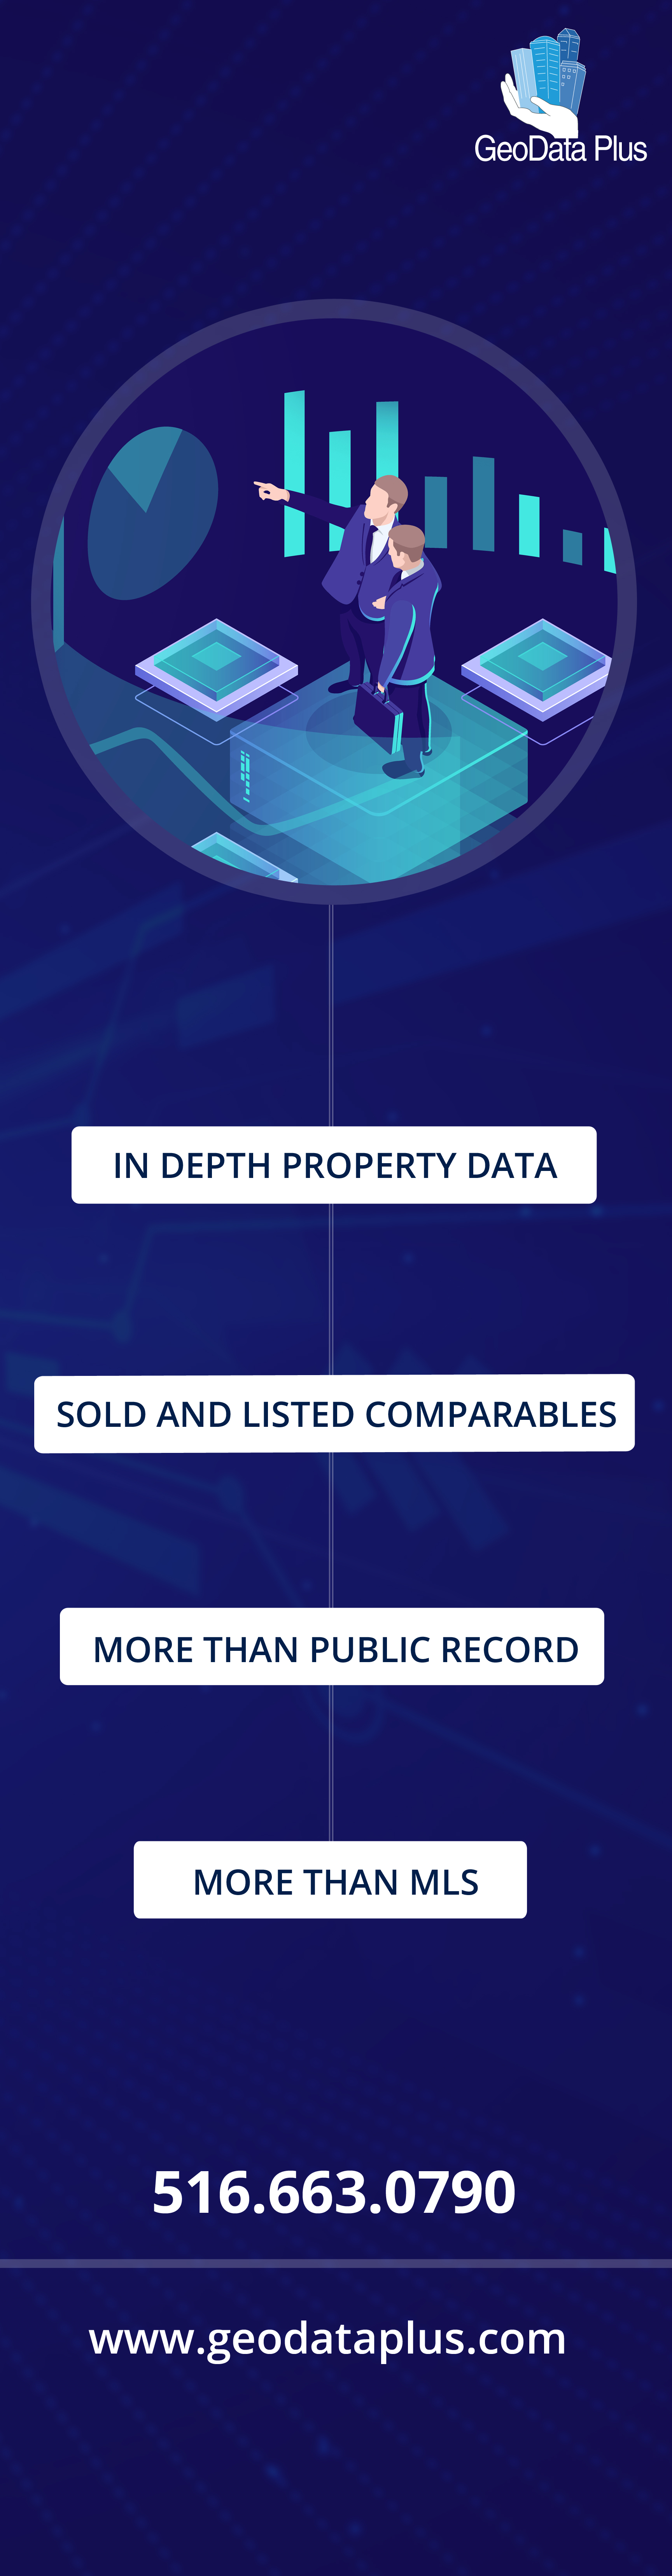 GeoData Plus
IN DEPTH PROPERTY DATA
SOLD AND LISTED COMPARABLES
MORE THAN PUBLIC RECORD
MORE THAN MLS
516.663.0790
www.geodataplus.com